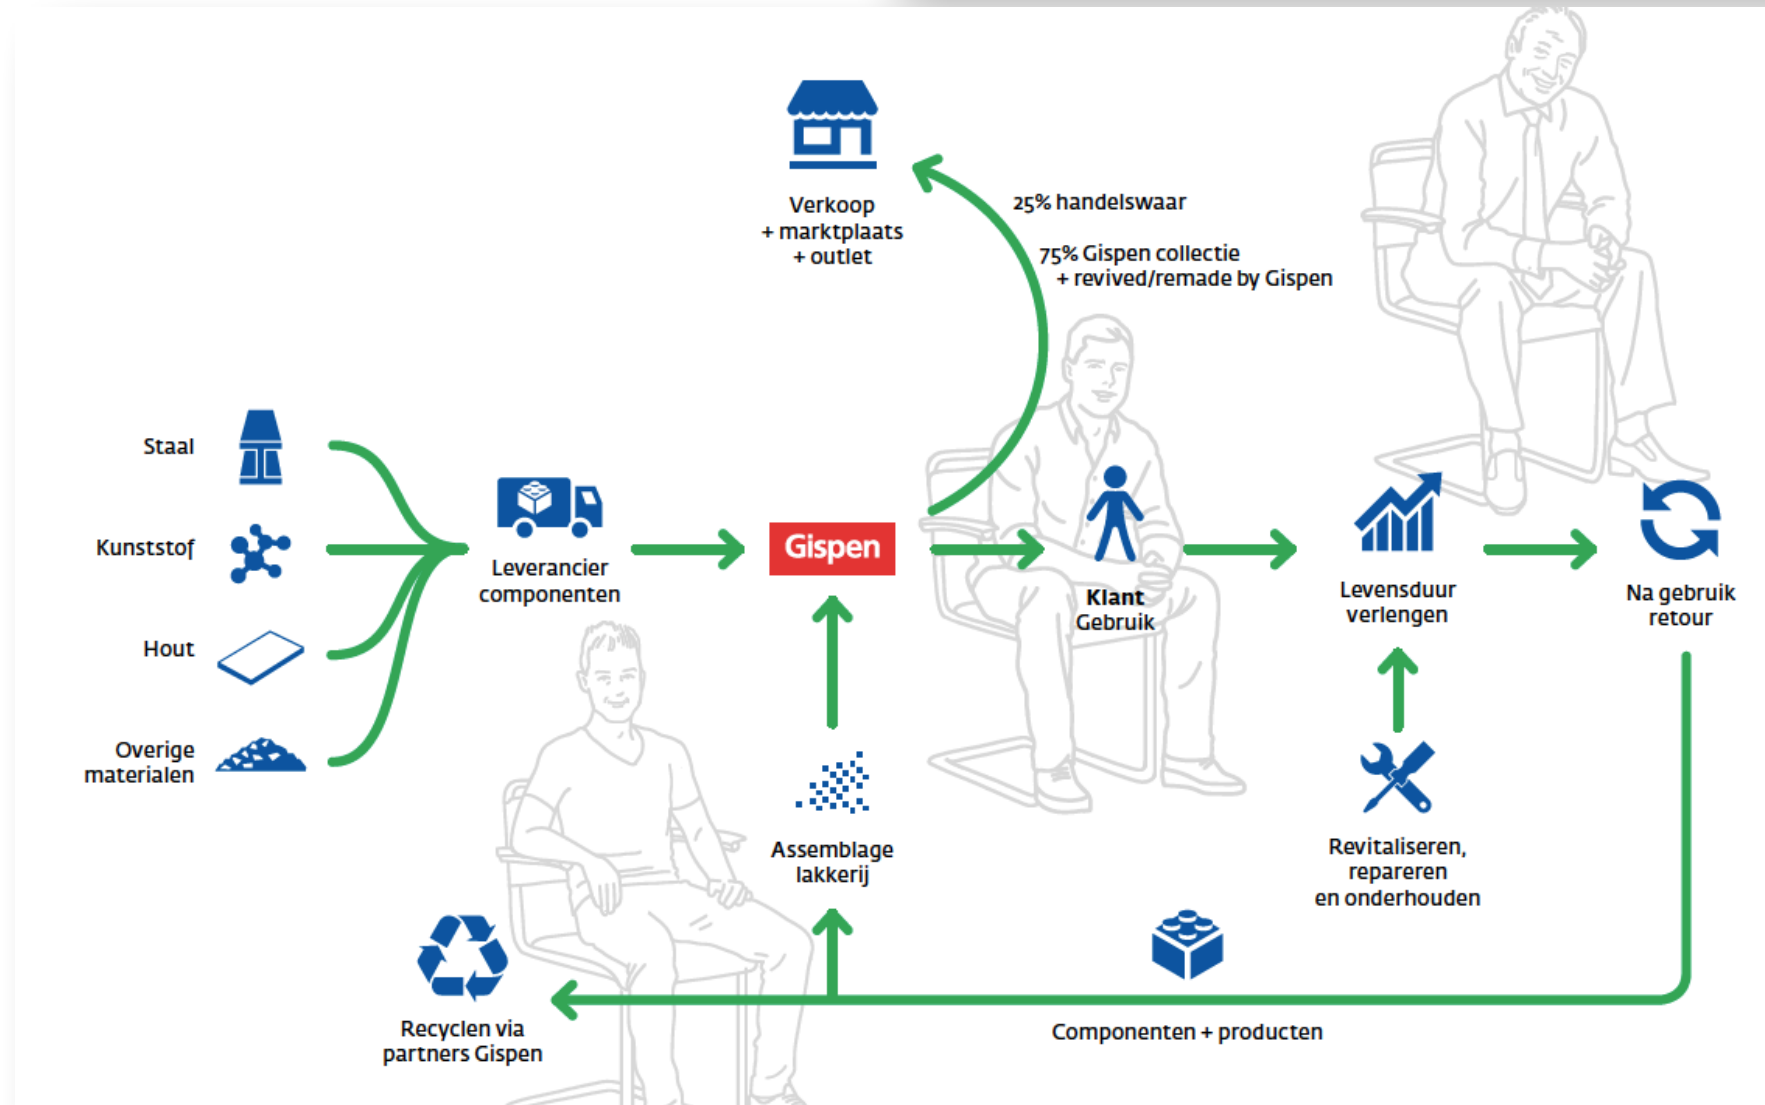 Verkoop
+ marktplaats
+ outlet
25% handelswaar
75% Gispen collectie
+ revived/remade by Gispen
Staal
Kunststof
Hout
Overige
materialen
Leverancier
componenten
Gispen
Klant
Gebruik
Levensduur
verlengen
Na gebruik
retour
Assemblage
lakkerij
Revitaliseren,
repareren
en onderhouden
Recyclen via
partners Gispen
Componenten + producten